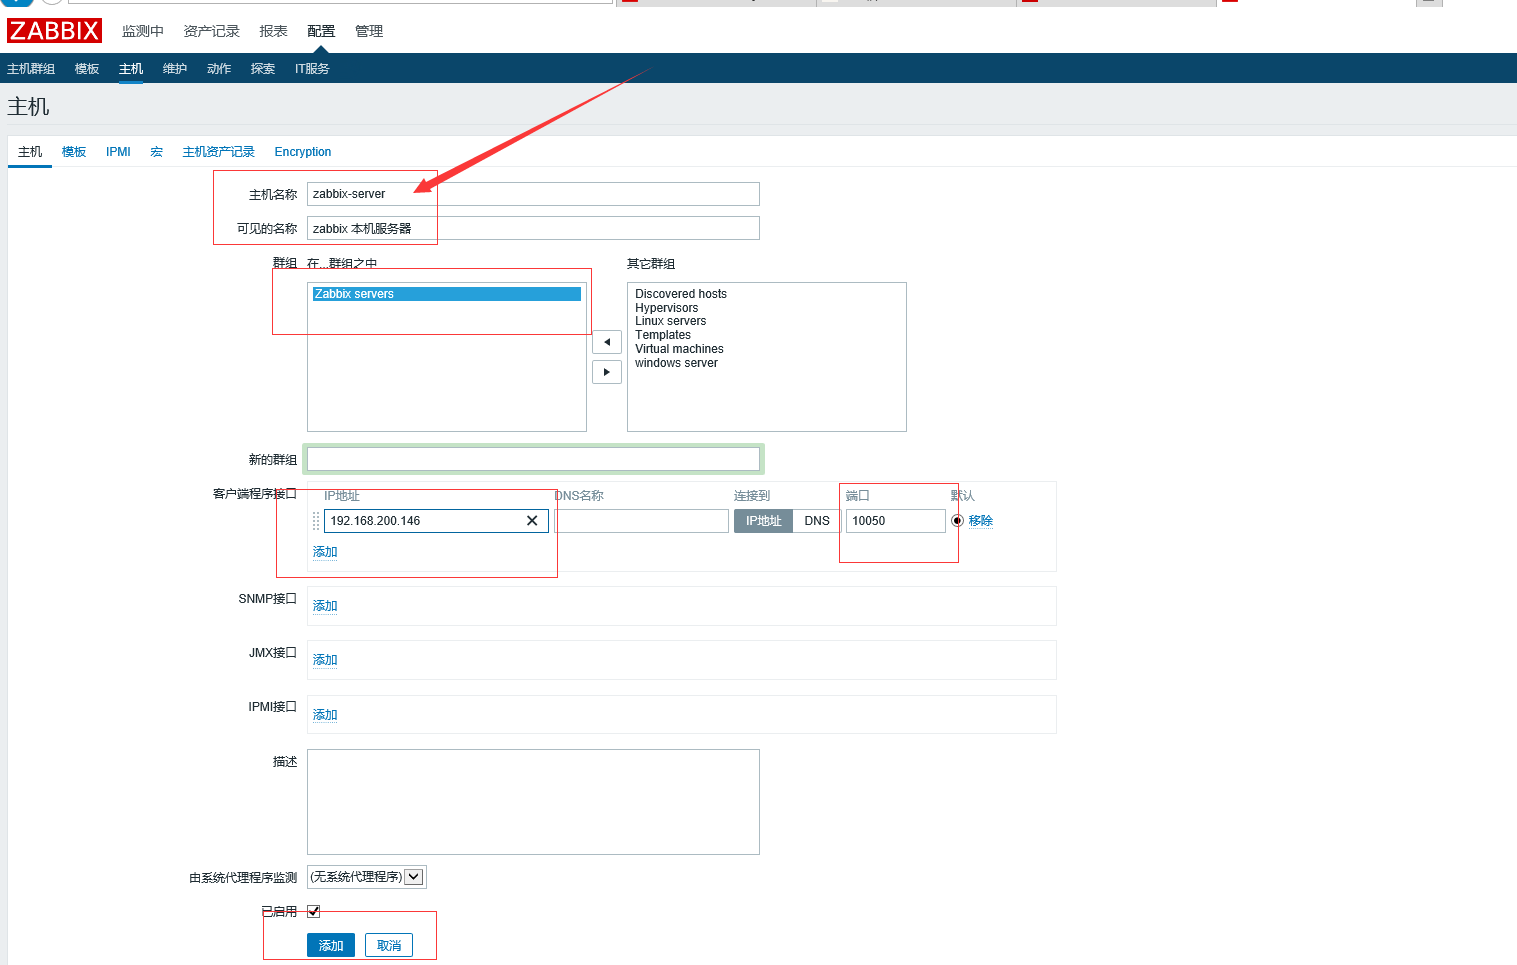 ZABBIX 监测中 资产记录 报表 配置 管理
主机群组 模板 主机 维护 动作 探索 IT服务
主机
主机 模板 IPMI 宏 主机资产记录 Encryption
主机名称 zabbix-server
可见的名称 zabbix 本机服务器
群组 在...群组之中 其它群组
Zabbix servers
Discovered hosts
Hypervisors
Linux servers
Templates
Virtual machines
windows server
新的群组
客户端程序接口 IP地址 DNS名称 连接到 端口 默认
192.168.200.146 IP地址 DNS 10050 移除
添加
SNMP接口 添加
JMX接口 添加
IPMI接口 添加
描述
由系统代理程序监测 (无系统代理程序)
已启用
添加 取消